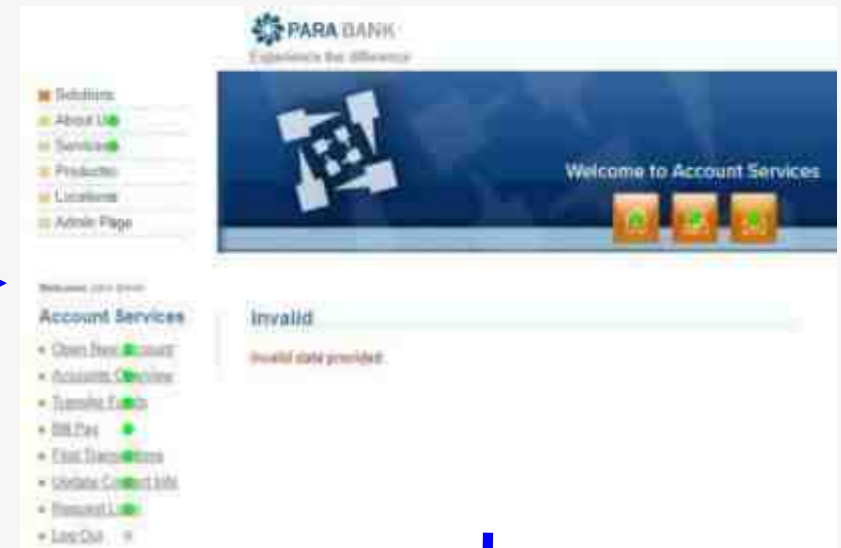 PARA BANK
Experience the difference
Solutions
About Us
Services
Products
Locations
Admin Page
Welcome to Account Services
Welcome
Account Services
Invalid
Open New Account
Invalid date provided
Accounts Overview
Transfer Funds
Bill Pay
Find Transactions
Update Contact Info
Request Loan
Log Out